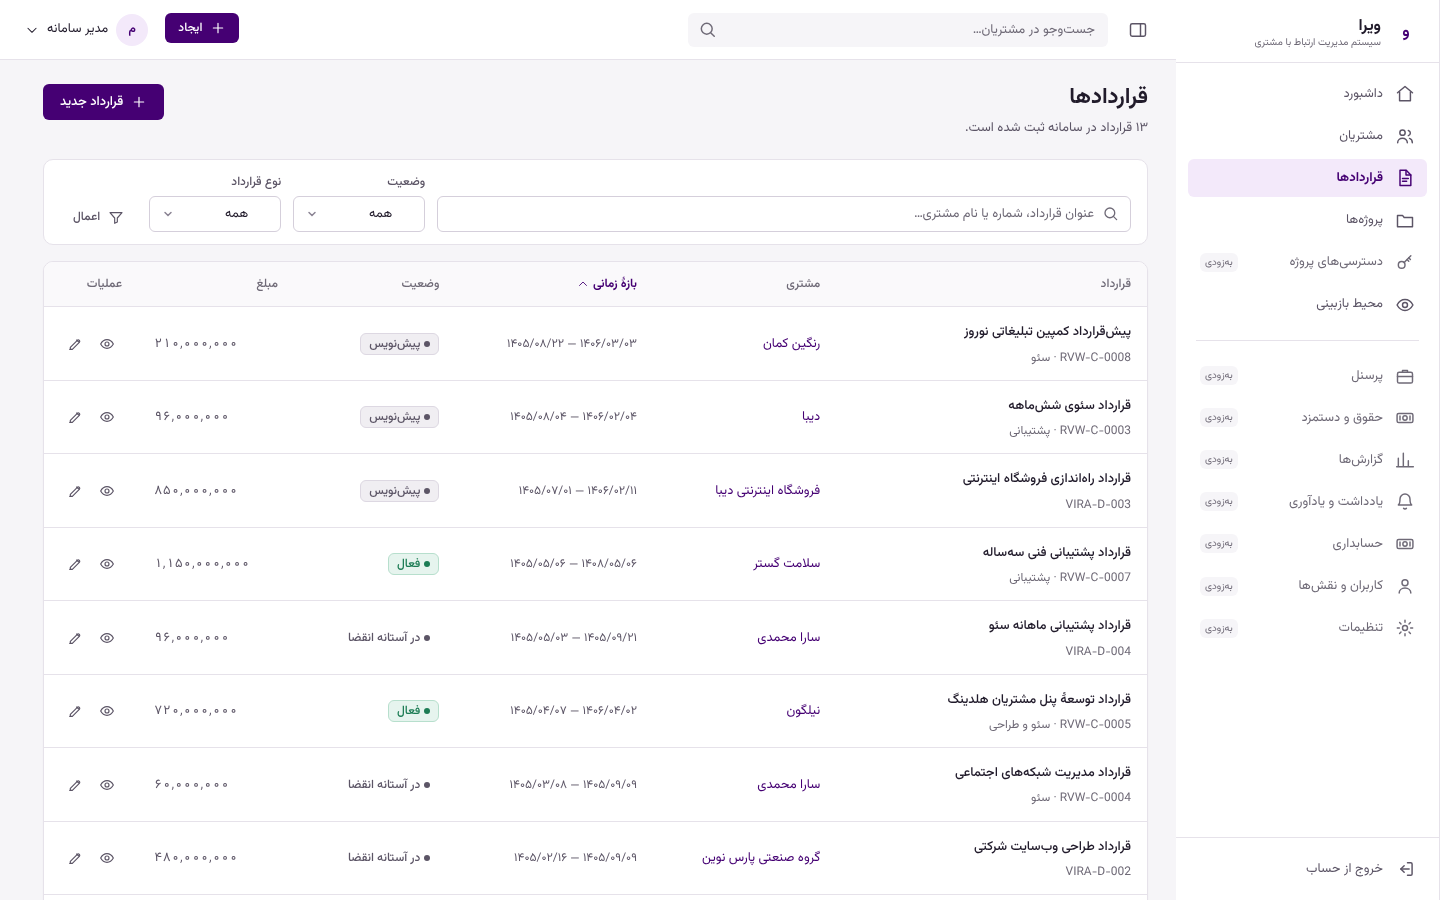 و
ویرا
سیستم مدیریت ارتباط با مشتری
جست‌وجو در مشتریان...
ایجاد
م
مدیر سامانه
داشبورد
مشتریان
قراردادها
پروژه‌ها
دسترسی‌های پروژه
به‌زودی
محیط بازبینی
پرسنل
به‌زودی
حقوق و دستمزد
به‌زودی
گزارش‌ها
به‌زودی
یادداشت و یادآوری
به‌زودی
حسابداری
به‌زودی
کاربران و نقش‌ها
به‌زودی
تنظیمات
به‌زودی
خروج از حساب
قراردادها
۱۳ قرارداد در سامانه ثبت شده است.
قرارداد جدید
وضعیت
نوع قرارداد
عنوان قرارداد، شماره یا نام مشتری...
همه
همه
اعمال
قرارداد مشتری بازهٔ زمانی وضعیت مبلغ عملیات
پیش‌قرارداد کمپین تبلیغاتی نوروز
RVW-C-0008 · سئو
رنگین کمان
۱۴۰۵/۰۸/۲۲ — ۱۴۰۶/۰۳/۰۳
پیش‌نویس
۲۱۰,۰۰۰,۰۰۰
قرارداد سئوی شش‌ماهه
RVW-C-0003 · پشتیبانی
دیبا
۱۴۰۵/۰۸/۰۴ — ۱۴۰۶/۰۲/۰۴
پیش‌نویس
۹۶,۰۰۰,۰۰۰
قرارداد راه‌اندازی فروشگاه اینترنتی
VIRA-D-003
فروشگاه اینترنتی دیبا
۱۴۰۵/۰۷/۰۱ — ۱۴۰۶/۰۲/۱۱
پیش‌نویس
۸۵۰,۰۰۰,۰۰۰
قرارداد پشتیبانی فنی سه‌ساله
RVW-C-0007 · پشتیبانی
سلامت گستر
۱۴۰۵/۰۵/۰۶ — ۱۴۰۸/۰۵/۰۶
فعال
۱,۱۵۰,۰۰۰,۰۰۰
قرارداد پشتیبانی ماهانه سئو
VIRA-D-004
سارا محمدی
۱۴۰۵/۰۵/۰۳ — ۱۴۰۵/۰۹/۲۱
در آستانه انقضا
۹۶,۰۰۰,۰۰۰
قرارداد توسعهٔ پنل مشتریان هلدینگ
RVW-C-0005 · سئو و طراحی
نیلگون
۱۴۰۵/۰۴/۰۷ — ۱۴۰۶/۰۴/۰۲
فعال
۷۲۰,۰۰۰,۰۰۰
قرارداد مدیریت شبکه‌های اجتماعی
RVW-C-0004 · سئو
سارا محمدی
۱۴۰۵/۰۳/۰۸ — ۱۴۰۵/۰۹/۰۹
در آستانه انقضا
۶۰,۰۰۰,۰۰۰
قرارداد طراحی وب‌سایت شرکتی
VIRA-D-002
گروه صنعتی پارس نوین
۱۴۰۵/۰۲/۱۶ — ۱۴۰۵/۰۹/۰۹
در آستانه انقضا
۴۸۰,۰۰۰,۰۰۰